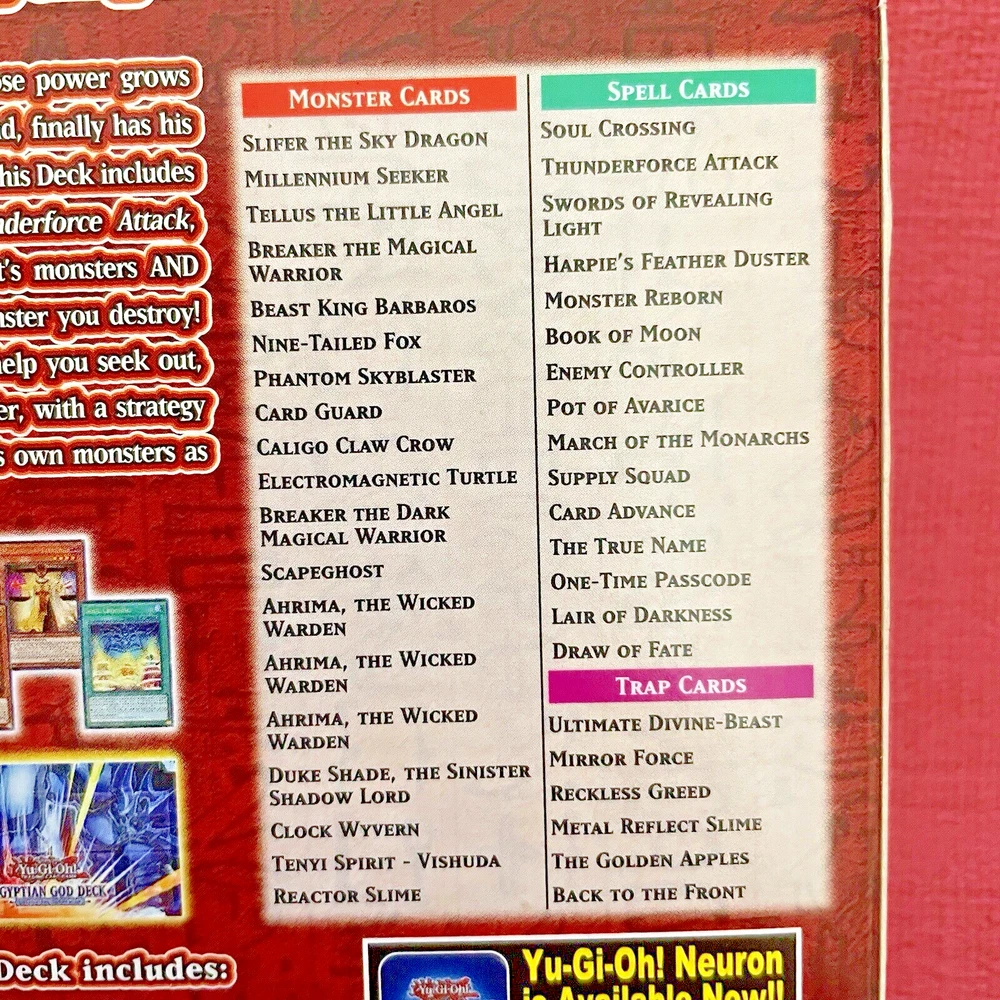 ose power grows
d, finally has his
his Deck includes
nderforce Attack,
t's monsters AND
nster you destroy!
elp you seek out,
er, with a strategy
s own monsters as
MONSTER CARDS
SLIFER THE SKY DRAGON
MILLENNIUM SEEKER
TELLUS THE LITTLE ANGEL
BREAKER THE MAGICAL
WARRIOR
BEAST KING BARBAROS
NINE-TAILED FOX
PHANTOM SKYBLASTER
CARD GUARD
CALIGO CLAW CROW
ELECTROMAGNETIC TURTLE
BREAKER THE DARK
MAGICAL WARRIOR
SCAPEGHOST
AHRIMA, THE WICKED
WARDEN
AHRIMA, THE WICKED
WARDEN
AHRIMA, THE WICKED
WARDEN
DUKE SHADE, THE SINISTER
SHADOW LORD
CLOCK WYVERN
TENYI SPIRIT - VISHUDA
REACTOR SLIME
SPELL CARDS
SOUL CROSSING
THUNDERFORCE ATTACK
SWORDS OF REVEALING
LIGHT
HARPIE'S FEATHER DUSTER
MONSTER REBORN
BOOK OF MOON
ENEMY CONTROLLER
POT OF AVARICE
MARCH OF THE MONARCHS
SUPPLY SQUAD
CARD ADVANCE
THE TRUE NAME
ONE-TIME PASSCODE
LAIR OF DARKNESS
DRAW OF FATE
TRAP CARDS
ULTIMATE DIVINE-BEAST
MIRROR FORCE
RECKLESS GREED
METAL REFLECT SLIME
THE GOLDEN APPLES
BACK TO THE FRONT
Yu-Gi-Oh!
GYPTIAN GOD DECK
Deck includes:
Yu-Gi-Oh!
Yu-Gi-Oh! Neuron
is Available Now!!